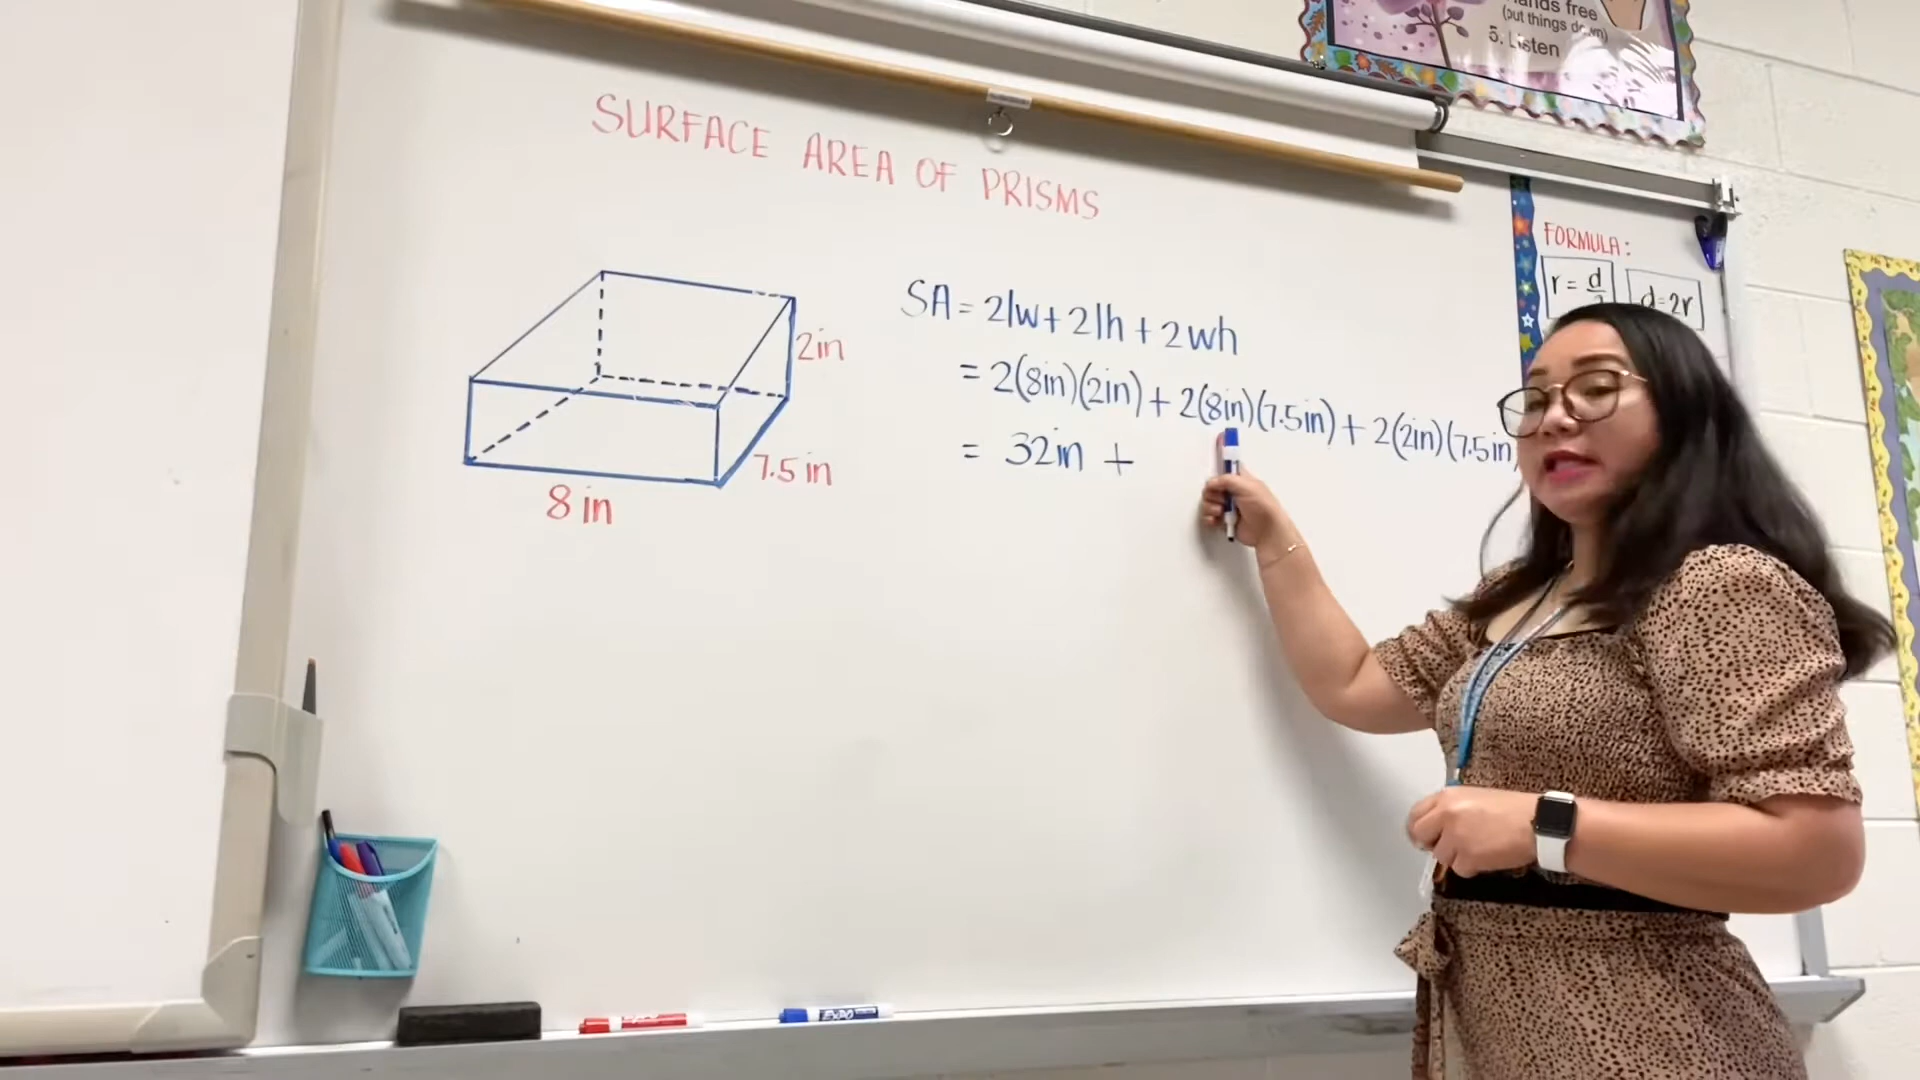 hands free
(put things down)
5. Listen
SURFACE AREA OF PRISMS
FORMULA:
r = d
d=2r
SA = 2lw + 2lh + 2wh
= 2(8in)(2in) + 2(8in)(7.5in) + 2(2in)(7.5in
= 32in +
2in
7.5 in
8 in
EXPO